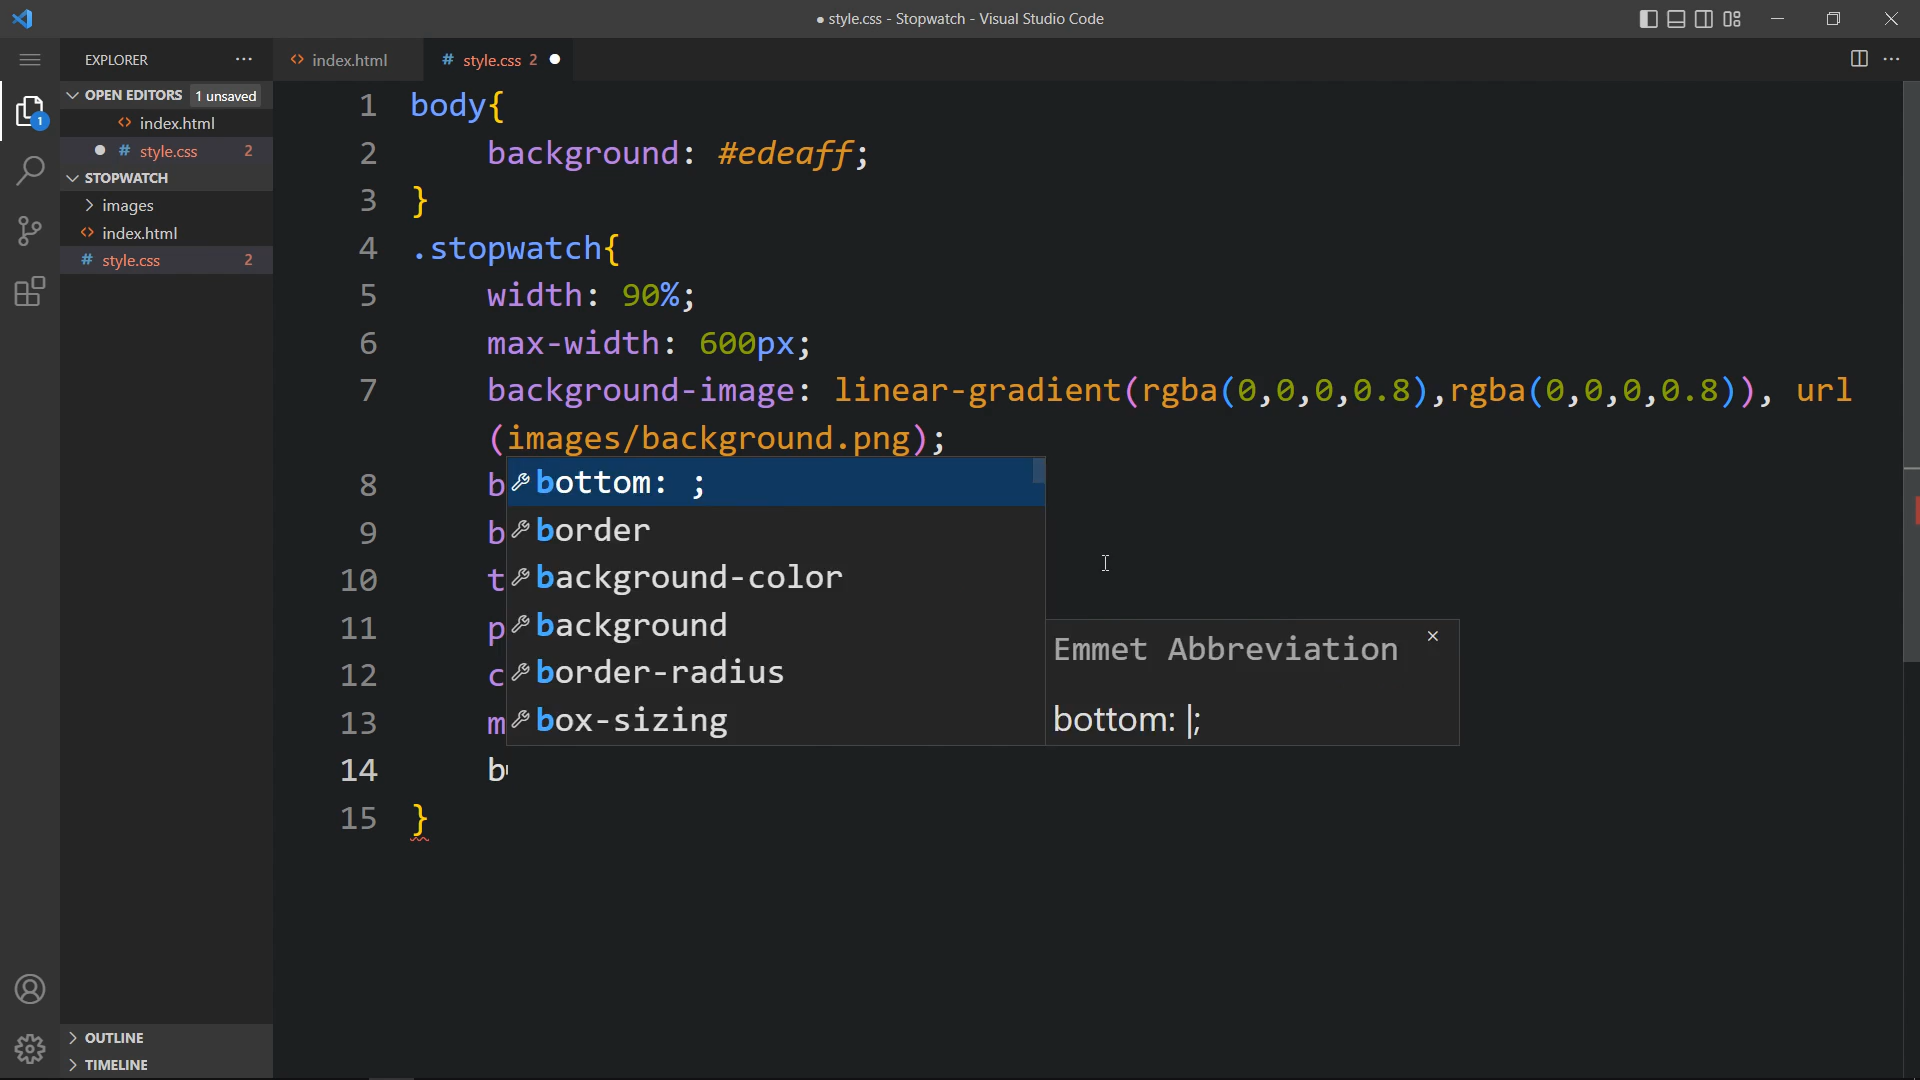 ● style.css - Stopwatch - Visual Studio Code
EXPLORER
OPEN EDITORS 1 unsaved
index.html
# style.css 2
STOPWATCH
images
index.html
# style.css 2
OUTLINE
TIMELINE
1
index.html
# style.css 2
1 body{
2 background: #edeaff;
3 }
4 .stopwatch{
5 width: 90%;
6 max-width: 600px;
7 background-image: linear-gradient(rgba(0,0,0,0.8),rgba(0,0,0,0.8)), url
(images/background.png);
8 b
9 b
10 t
11 p
12 c
13 m
14 b
15 }
bottom: ;
border
background-color
background
border-radius
box-sizing
Emmet Abbreviation
bottom: |;